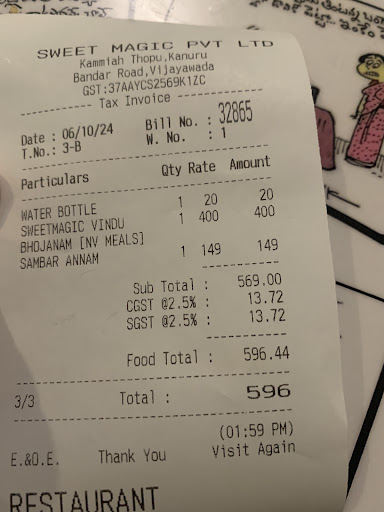 SWEET MAGIC PVT LTD
Kammiah Thopu,Kanuru
Bandar Road,Vijayawada
GST:37AAYCS2569K1ZC
Tax Invoice
Date : 06/10/24 Bill No. : 32865
T.No.: 3-B W. No. : 1
Particulars Qty Rate Amount
WATER BOTTLE 1 20 20
SWEETMAGIC VINDU 1 400 400
BHOJANAM [NV MEALS]
SAMBAR ANNAM 1 149 149
Sub Total : 569.00
CGST @2.5% : 13.72
SGST @2.5% : 13.72
Food Total : 596.44
3/3 Total : 596
(01:59 PM)
E.&O.E. Thank You Visit Again
RESTAURANT